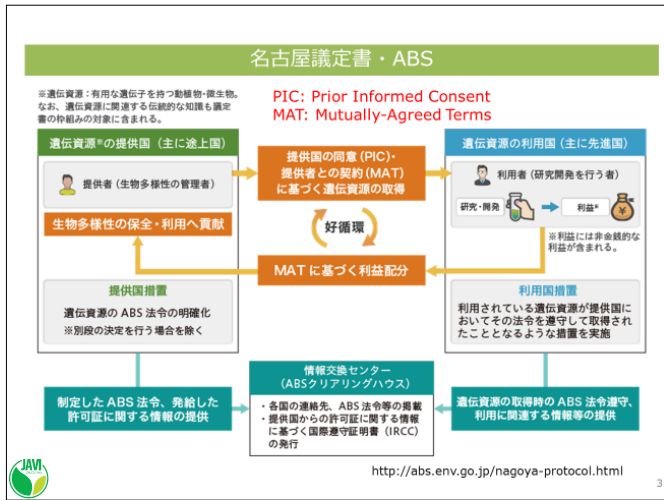 名古屋議定書・ABS
※遺伝資源：有用な遺伝子を持つ動植物・微生物。
なお、遺伝資源に関連する伝統的な知識も議定
書の枠組みの対象に含まれる。
PIC: Prior Informed Consent
MAT: Mutually-Agreed Terms
遺伝資源※の提供国（主に途上国）
提供者（生物多様性の管理者）
生物多様性の保全・利用へ貢献
提供国措置
遺伝資源の ABS 法令の明確化
※別段の決定を行う場合を除く
提供国の同意（PIC）・
提供者との契約（MAT）
に基づく遺伝資源の取得
好循環
MAT に基づく利益配分
遺伝資源の利用国（主に先進国）
利用者（研究開発を行う者）
研究・開発
利益※
※利益には非金銭的な
利益が含まれる。
利用国措置
利用されている遺伝資源が提供国に
おいてその法令を遵守して取得され
たこととなるような措置を実施
制定した ABS 法令、発給した
許可証に関する情報の提供
情報交換センター
（ABSクリアリングハウス）
・各国の連絡先、ABS 法令等の掲載
・提供国からの許可証に関する情報
に基づく国際遵守証明書（IRCC）
の発行
遺伝資源の取得時の ABS 法令遵守、
利用に関連する情報等の提供
http://abs.env.go.jp/nagoya-protocol.html
JAVI
3